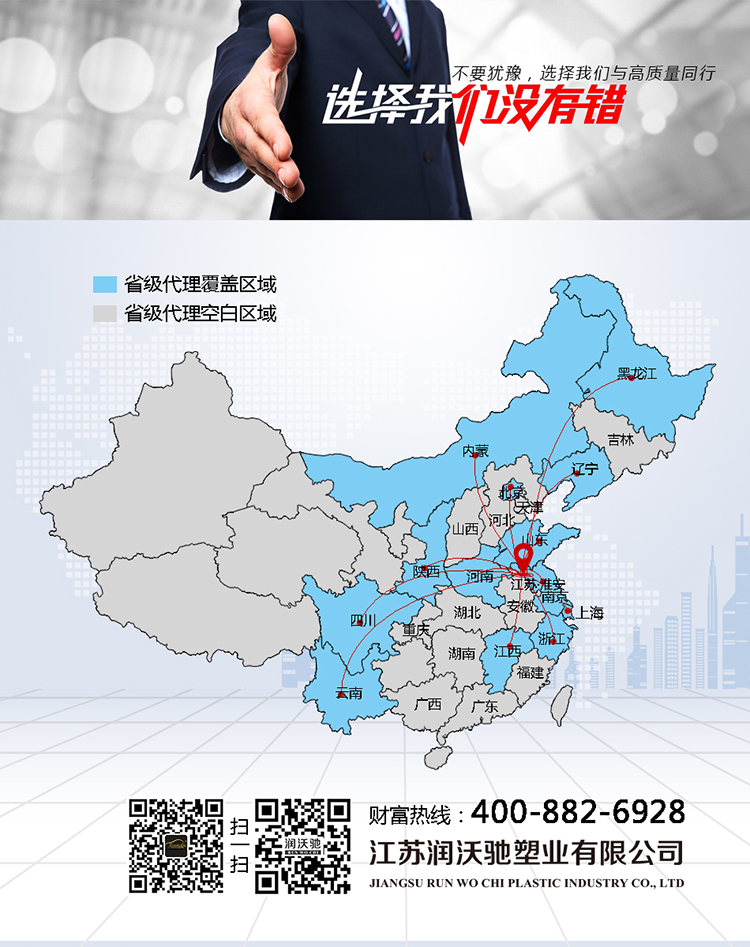 不要犹豫，选择我们与高质量同行
选择我们没有错
省级代理覆盖区域
省级代理空白区域
黑龙江
吉林
内蒙
辽宁
北京
天津
河北
山西
山东
陕西
河南
江苏
淮安
南京
安徽
上海
四川
湖北
重庆
浙江
湖南
江西
福建
云南
广西
广东
扫一扫
润沃驰
RUN WO CHI
财富热线：400-882-6928
江苏润沃驰塑业有限公司
JIANGSU RUN WO CHI PLASTIC INDUSTRY CO., LTD